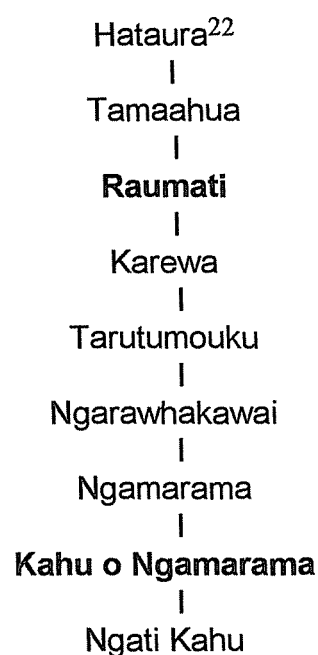 Hataura22
Tamaahua
Raumati
Karewa
Tarutumouku
Ngarawhakawai
Ngamarama
Kahu o Ngamarama
Ngati Kahu